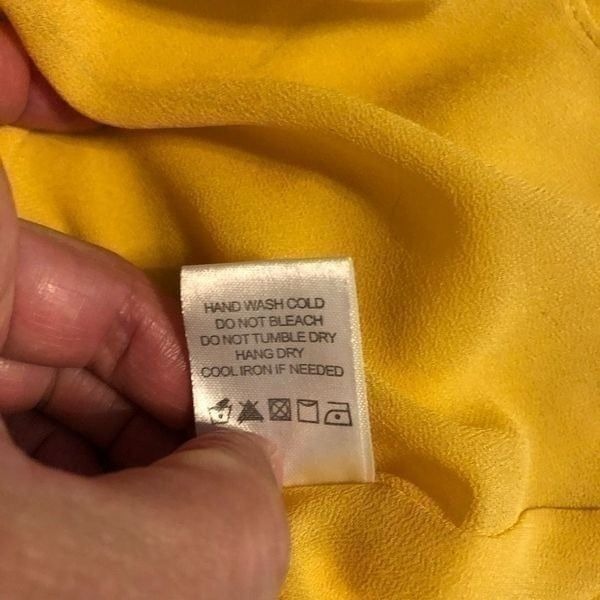 HAND WASH COLD
DO NOT BLEACH
DO NOT TUMBLE DRY
HANG DRY
COOL IRON IF NEEDED